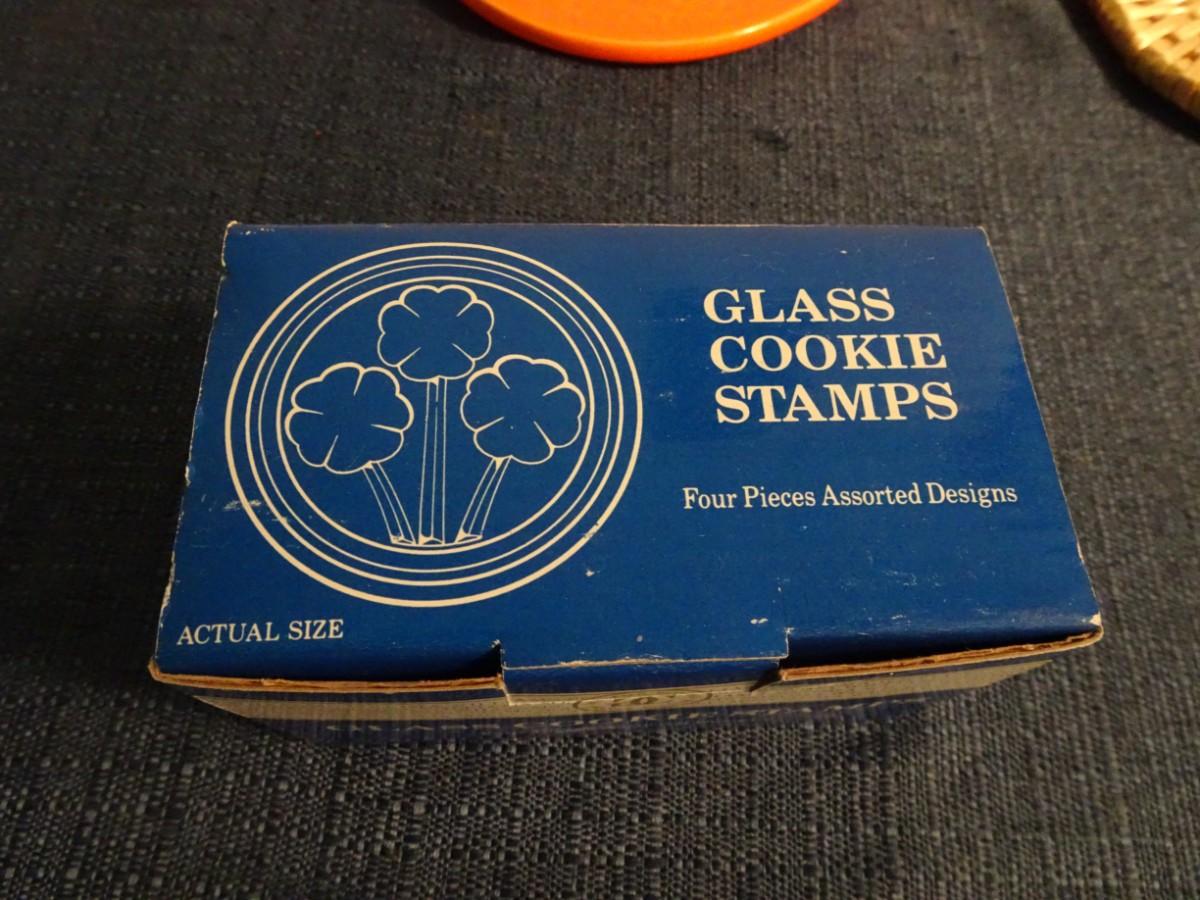 GLASS
COOKIE
STAMPS
Four Pieces Assorted Designs
ACTUAL SIZE